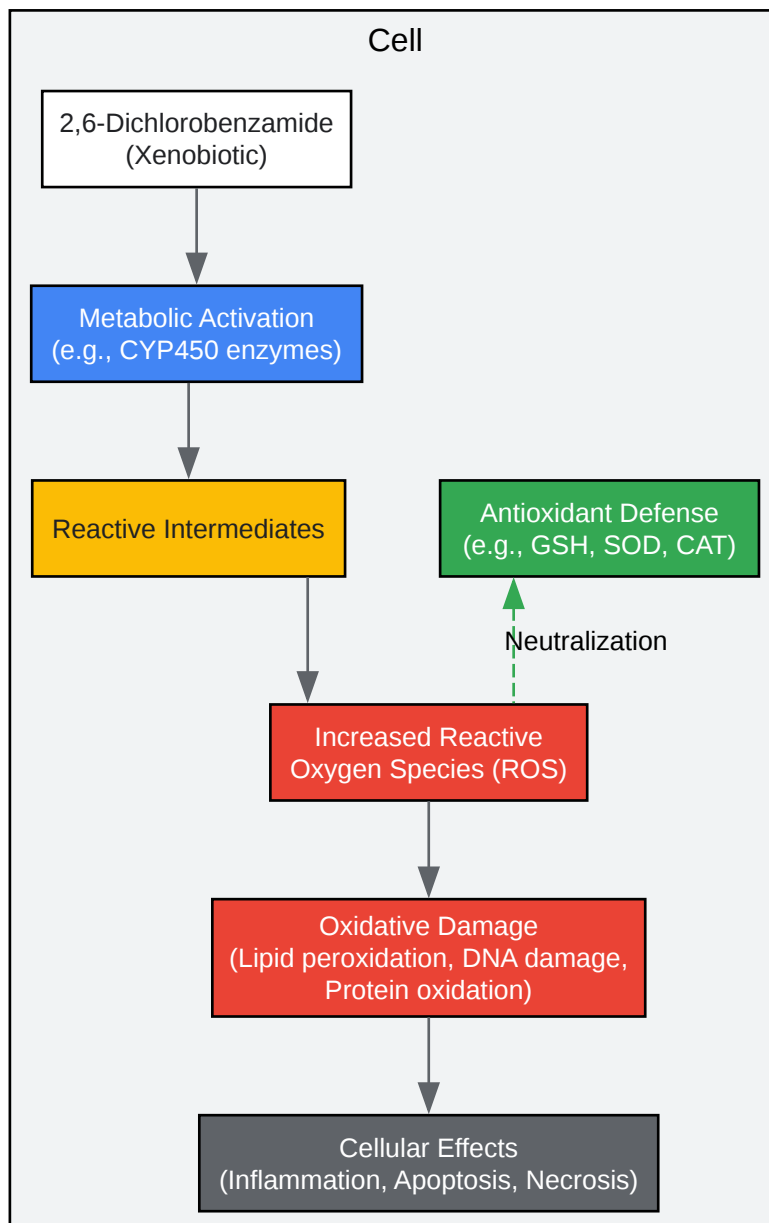 Cell
2,6-Dichlorobenzamide
(Xenobiotic)
Metabolic Activation
(e.g., CYP450 enzymes)
Reactive Intermediates
Antioxidant Defense
(e.g., GSH, SOD, CAT)
Neutralization
Increased Reactive
Oxygen Species (ROS)
Oxidative Damage
(Lipid peroxidation, DNA damage,
Protein oxidation)
Cellular Effects
(Inflammation, Apoptosis, Necrosis)